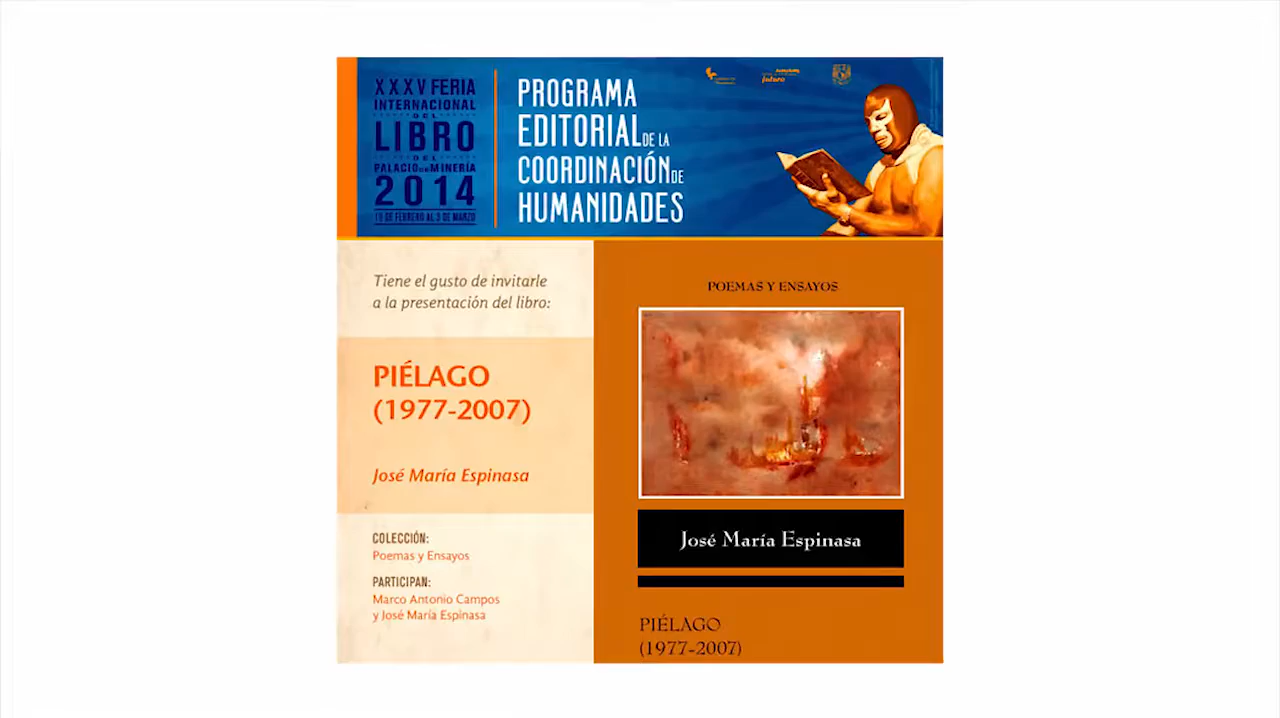 XXXV FERIA
INTERNACIONAL
DEL
LIBRO
DEL
PALACIO DE MINERÍA
2014
19 DE FEBRERO AL 3 DE MARZO
PROGRAMA
EDITORIAL DE LA
COORDINACIÓN DE
HUMANIDADES
futuro
Tiene el gusto de invitarle
a la presentación del libro:
PIÉLAGO
(1977-2007)
José María Espinasa
COLECCIÓN:
Poemas y Ensayos
PARTICIPAN:
Marco Antonio Campos
y José María Espinasa
POEMAS Y ENSAYOS
José María Espinasa
PIÉLAGO
(1977-2007)